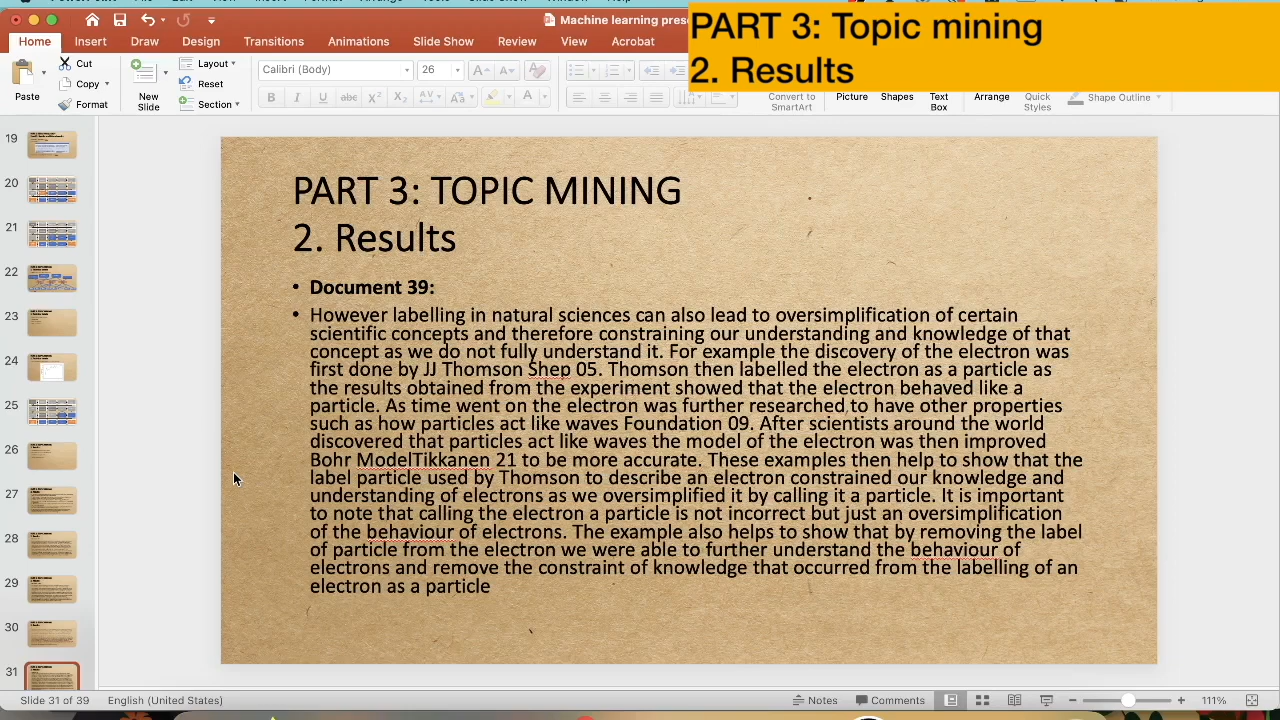 Machine learning pres
PART 3: Topic mining
2. Results
Home Insert Draw Design Transitions Animations Slide Show Review View Acrobat
Cut
Copy
Format
Paste
New
Slide
Layout
Reset
Section
Calibri (Body) 26
Convert to
SmartArt
Picture
Shapes
Text
Box
Arrange
Quick
Styles
Shape Outline
19
20
21
22
23
24
25
26
27
28
29
30
31
PART 3: TOPIC MINING
2. Results
• Document 39:
• However labelling in natural sciences can also lead to oversimplification of certain
scientific concepts and therefore constraining our understanding and knowledge of that
concept as we do not fully understand it. For example the discovery of the electron was
first done by JJ Thomson Shep 05. Thomson then labelled the electron as a particle as
the results obtained from the experiment showed that the electron behaved like a
particle. As time went on the electron was further researched to have other properties
such as how particles act like waves Foundation 09. After scientists around the world
discovered that particles act like waves the model of the electron was then improved
Bohr ModelTikkanen 21 to be more accurate. These examples then help to show that the
label particle used by Thomson to describe an electron constrained our knowledge and
understanding of electrons as we oversimplified it by calling it a particle. It is important
to note that calling the electron a particle is not incorrect but just an oversimplification
of the behaviour of electrons. The example also helps to show that by removing the label
of particle from the electron we were able to further understand the behaviour of
electrons and remove the constraint of knowledge that occurred from the labelling of an
electron as a particle
Slide 31 of 39 English (United States) Notes Comments 111%